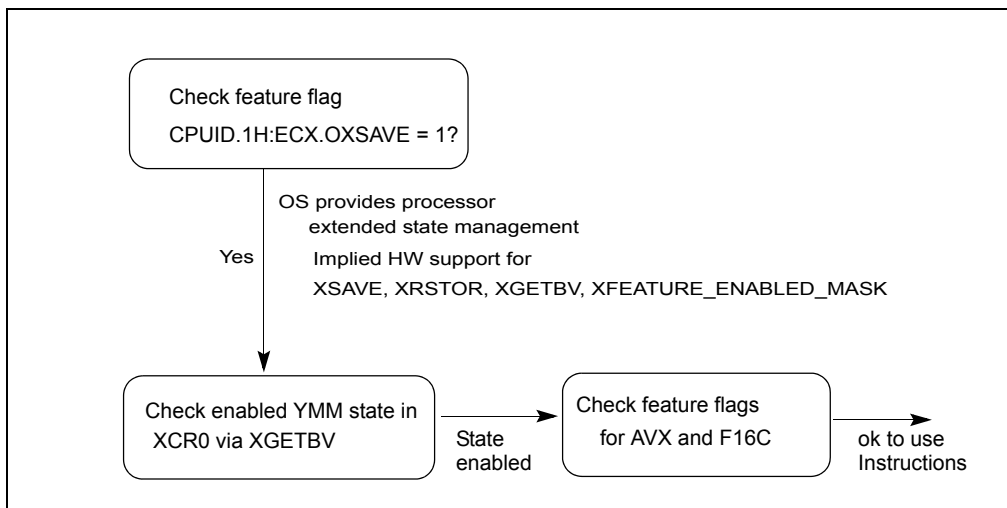 Check feature flag
CPUID.1H:ECX.OXSAVE = 1?
OS provides processor
extended state management
Yes
Implied HW support for
XSAVE, XRSTOR, XGETBV, XFEATURE_ENABLED_MASK
Check enabled YMM state in
XCR0 via XGETBV
State
enabled
Check feature flags
for AVX and F16C
ok to use
Instructions